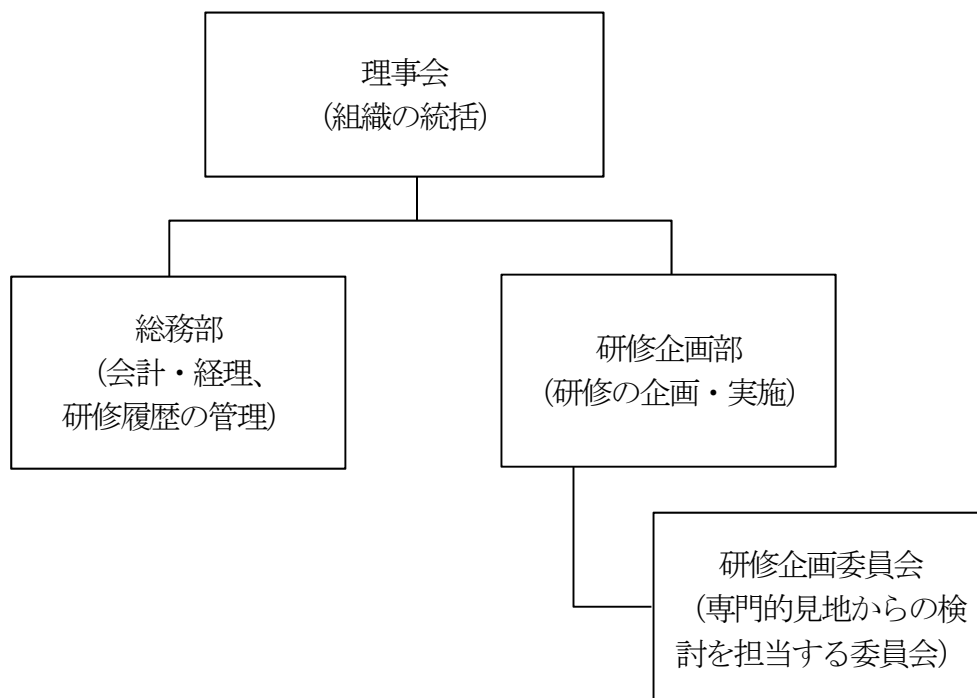 理事会
（組織の統括）
総務部
（会計・経理、
研修履歴の管理）
研修企画部
（研修の企画・実施）
研修企画委員会
（専門的見地からの検
討を担当する委員会）